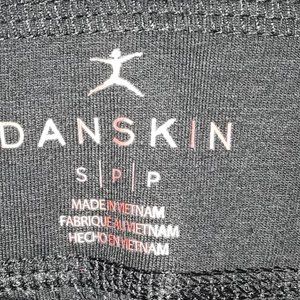 DANSKIN
S|P|P
MADE IN VIETNAM
FABRIQUE AU VIETNAM
HECHO EN VIETNAM